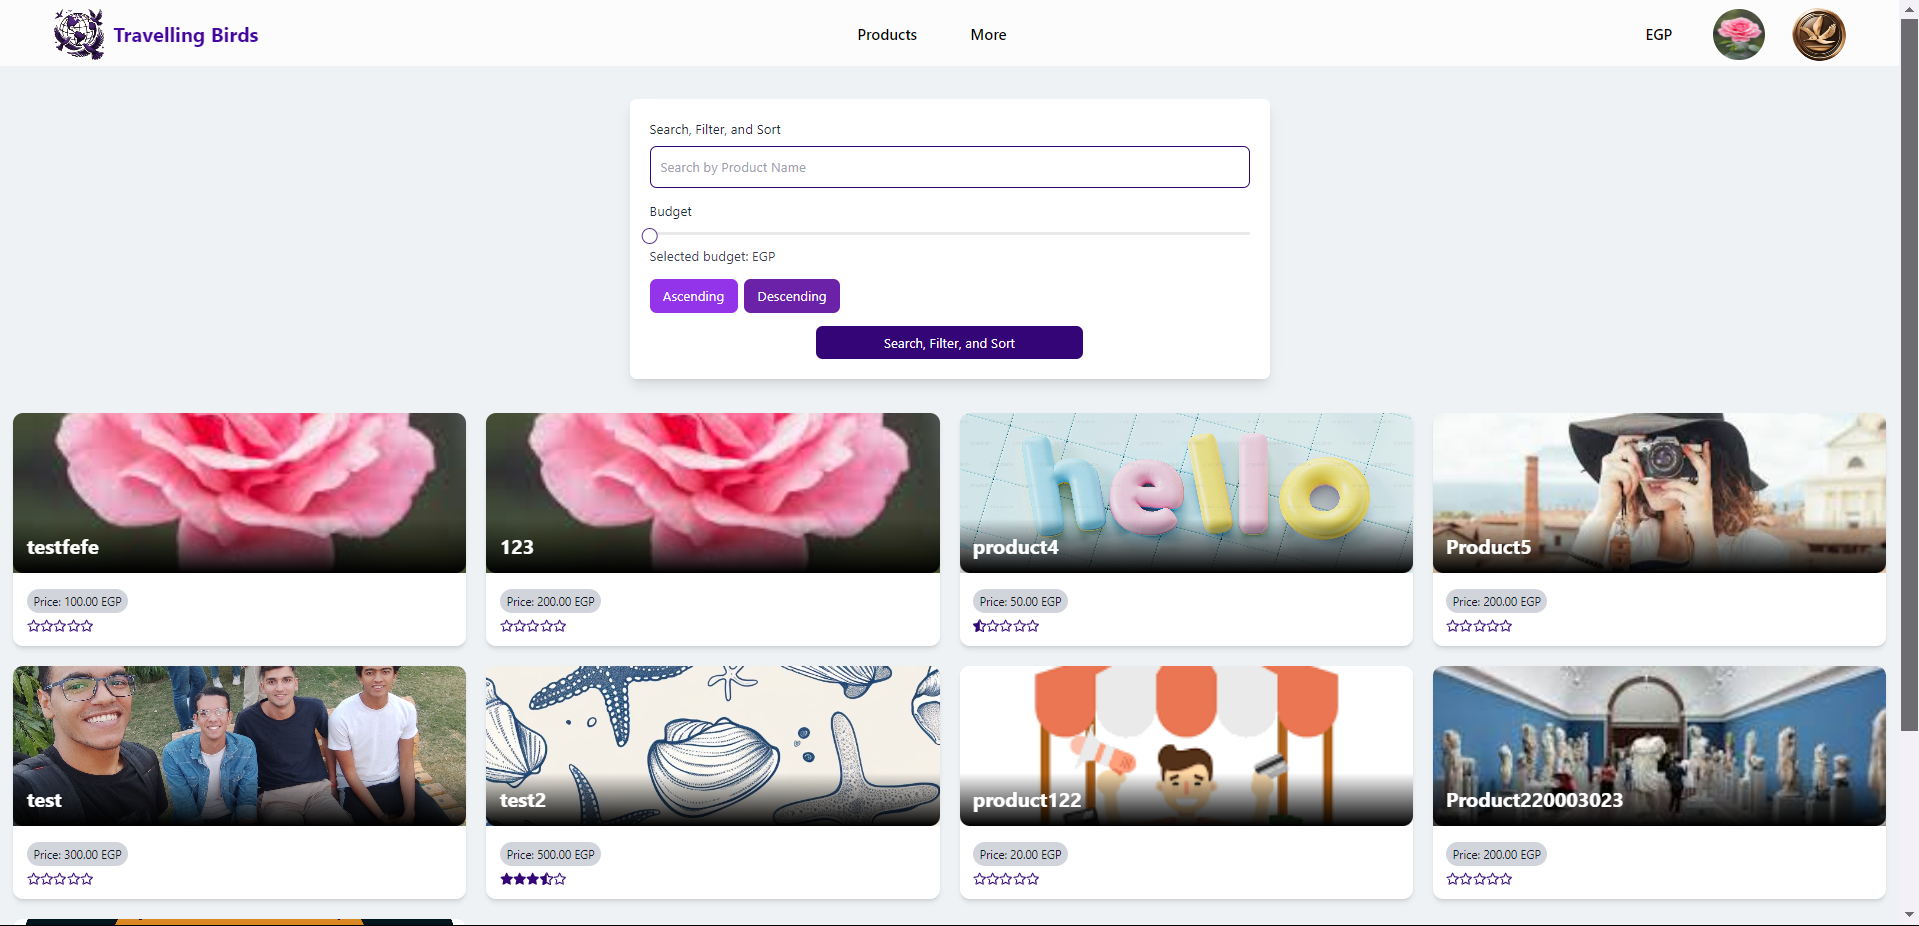 Travelling Birds
Products
More
EGP
Search, Filter, and Sort
Search by Product Name
Budget
Selected budget: EGP
Ascending
Descending
Search, Filter, and Sort
testfefe
123
hello
product4
Product5
Price: 100.00 EGP
Price: 200.00 EGP
Price: 50.00 EGP
Price: 200.00 EGP
test
test2
product122
Product220003023
Price: 300.00 EGP
Price: 500.00 EGP
Price: 20.00 EGP
Price: 200.00 EGP